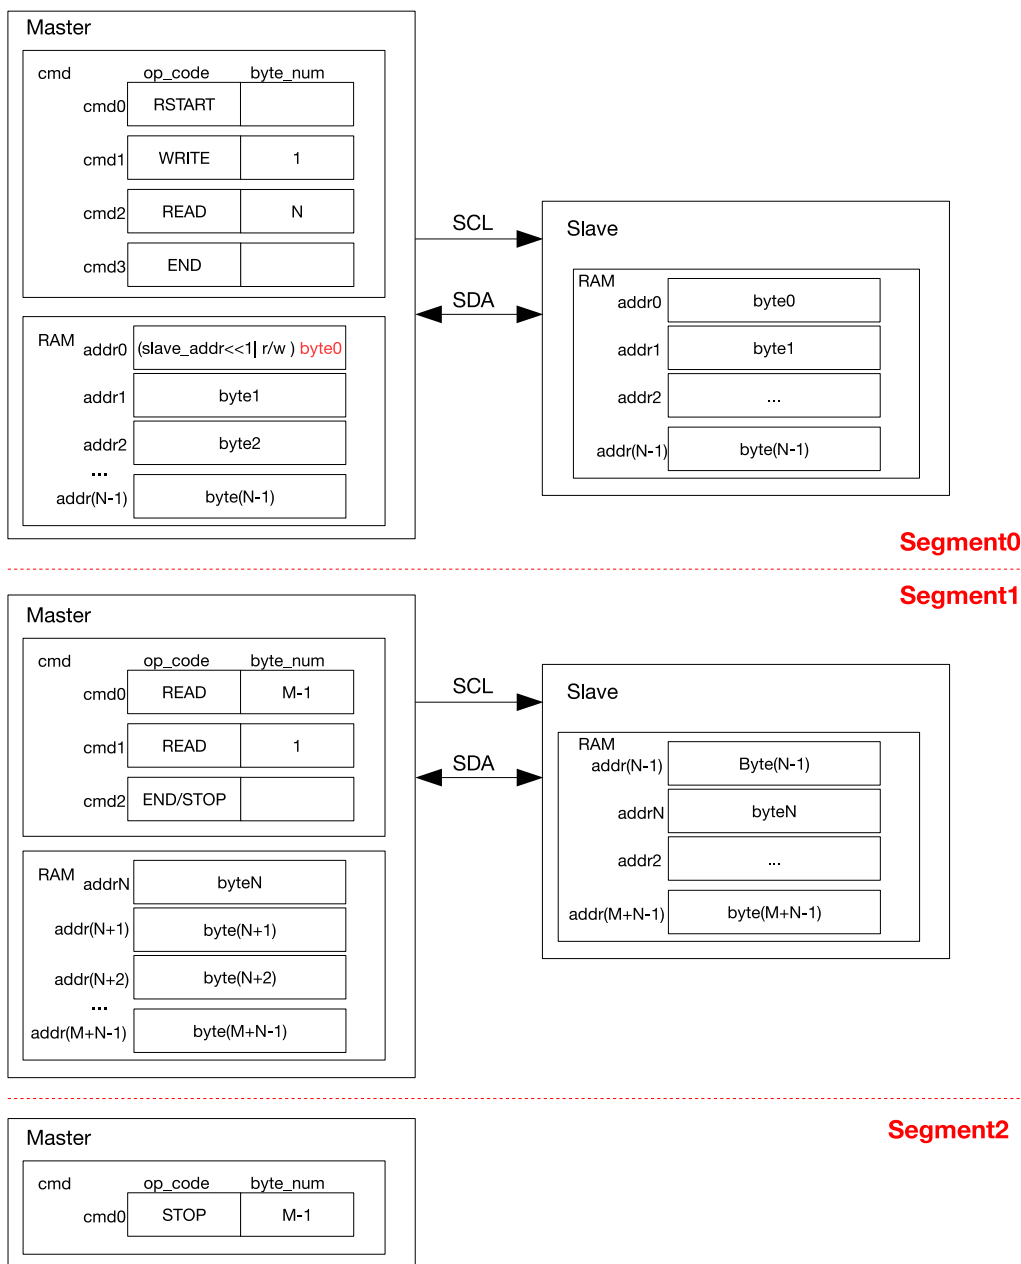 Master
cmd op_code byte_num
cmd0 RSTART
cmd1 WRITE 1
cmd2 READ N
cmd3 END
RAM addr0 (slave_addr<<1| r/w ) byte0
addr1 byte1
addr2 byte2
...
addr(N-1) byte(N-1)
SCL
SDA
Slave
RAM
addr0 byte0
addr1 byte1
addr2 ...
addr(N-1) byte(N-1)
Segment0
Segment1
Master
cmd op_code byte_num
cmd0 READ M-1
cmd1 READ 1
cmd2 END/STOP
RAM addrN byteN
addr(N+1) byte(N+1)
addr(N+2) byte(N+2)
...
addr(M+N-1) byte(M+N-1)
SCL
SDA
Slave
RAM
addr(N-1) Byte(N-1)
addrN byteN
addr2 ...
addr(M+N-1) byte(M+N-1)
Segment2
Master
cmd op_code byte_num
cmd0 STOP M-1